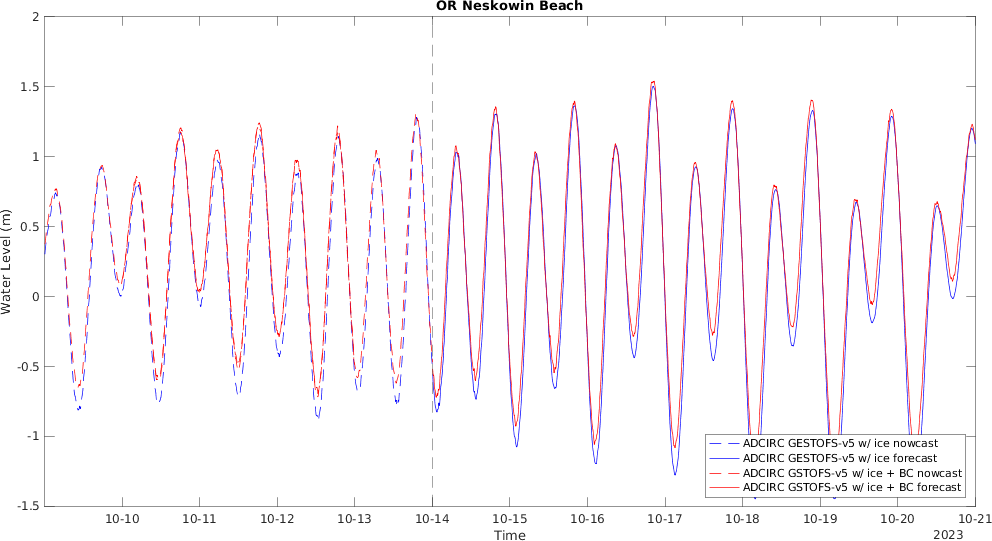 OR Neskowin Beach
2
1.5
1
0.5
0
-0.5
-1
-1.5
Water Level (m)
ADCIRC GESTOFS-v5 w/ ice nowcast
ADCIRC GESTOFS-v5 w/ ice forecast
ADCIRC GSTOFS-v5 w/ ice + BC nowcast
ADCIRC GSTOFS-v5 w/ ice + BC forecast
10-10 10-11 10-12 10-13 10-14 10-15 10-16 10-17 10-18 10-19 10-20 10-21
Time
2023